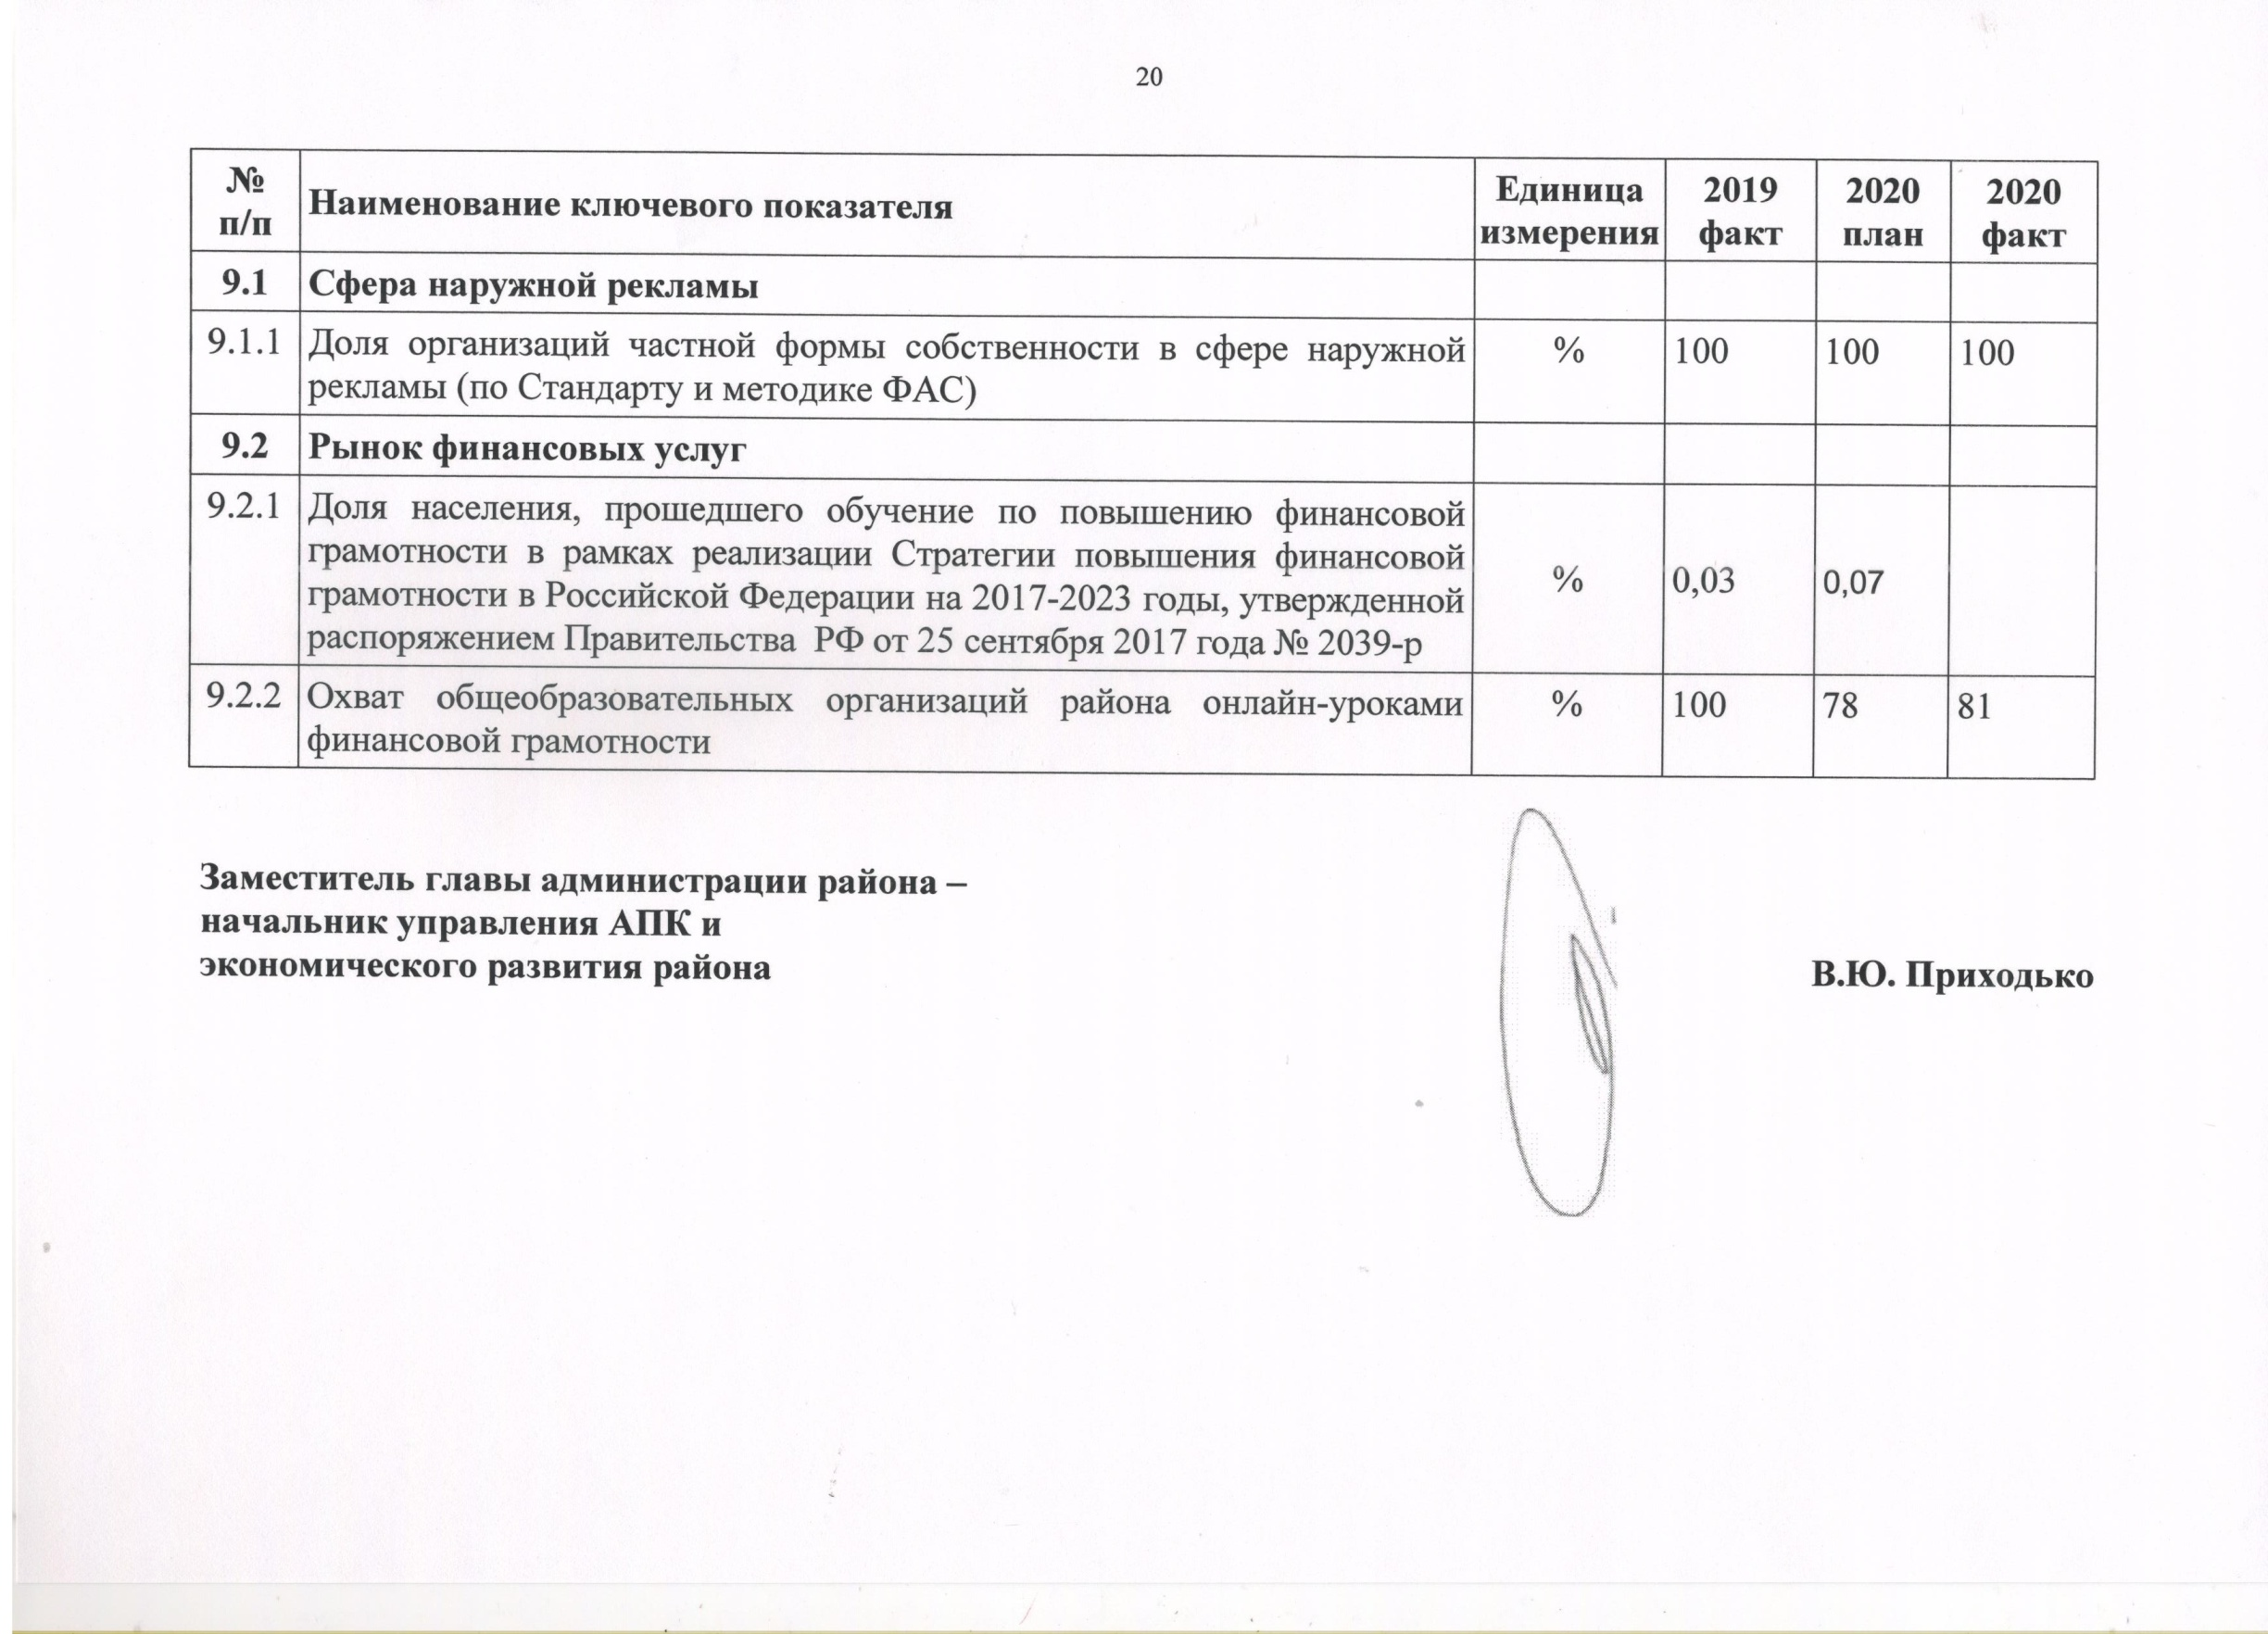 20
№
п/п
Наименование ключевого показателя
Единица
измерения
2019
факт
2020
план
2020
факт
9.1
Сфера наружной рекламы
9.1.1
Доля организаций частной формы собственности в сфере наружной
рекламы (по Стандарту и методике ФАС)
%
100
100
100
9.2
Рынок финансовых услуг
9.2.1
Доля населения, прошедшего обучение по повышению финансовой
грамотности в рамках реализации Стратегии повышения финансовой
грамотности в Российской Федерации на 2017-2023 годы, утвержденной
распоряжением Правительства РФ от 25 сентября 2017 года № 2039-р
%
0,03
0,07
9.2.2
Охват общеобразовательных организаций района онлайн-уроками
финансовой грамотности
%
100
78
81
Заместитель главы администрации района –
начальник управления АПК и
экономического развития района
В.Ю. Приходько